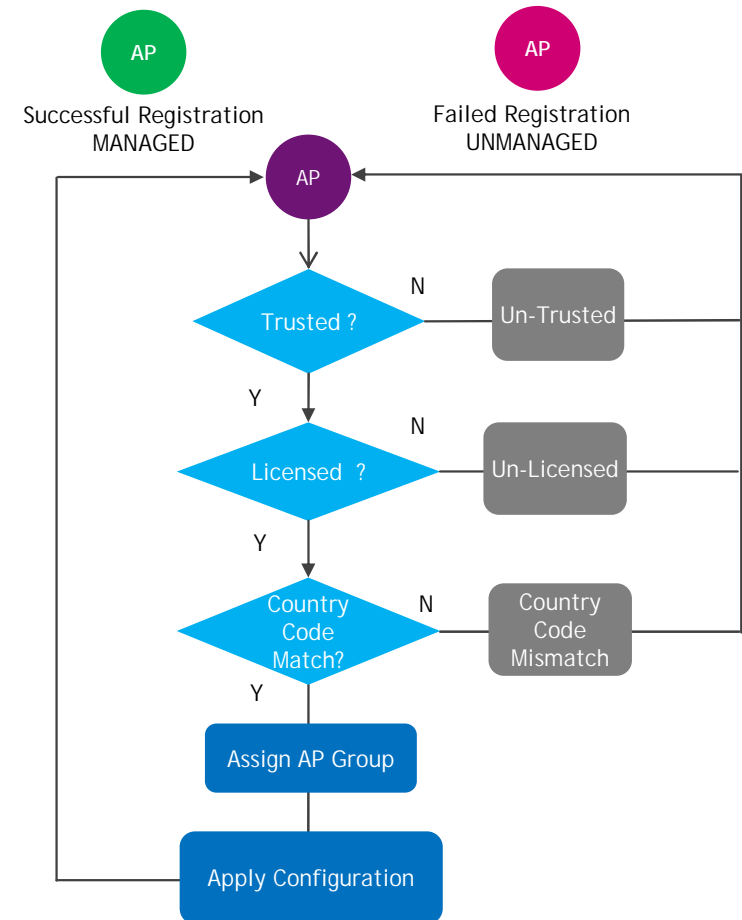 AP
AP
Successful Registration
MANAGED
Failed Registration
UNMANAGED
AP
N
Trusted ?
Un-Trusted
Y
N
Licensed ?
Un-Licensed
Y
N
Country
Code
Match?
Country
Code
Mismatch
Y
Assign AP Group
Apply Configuration